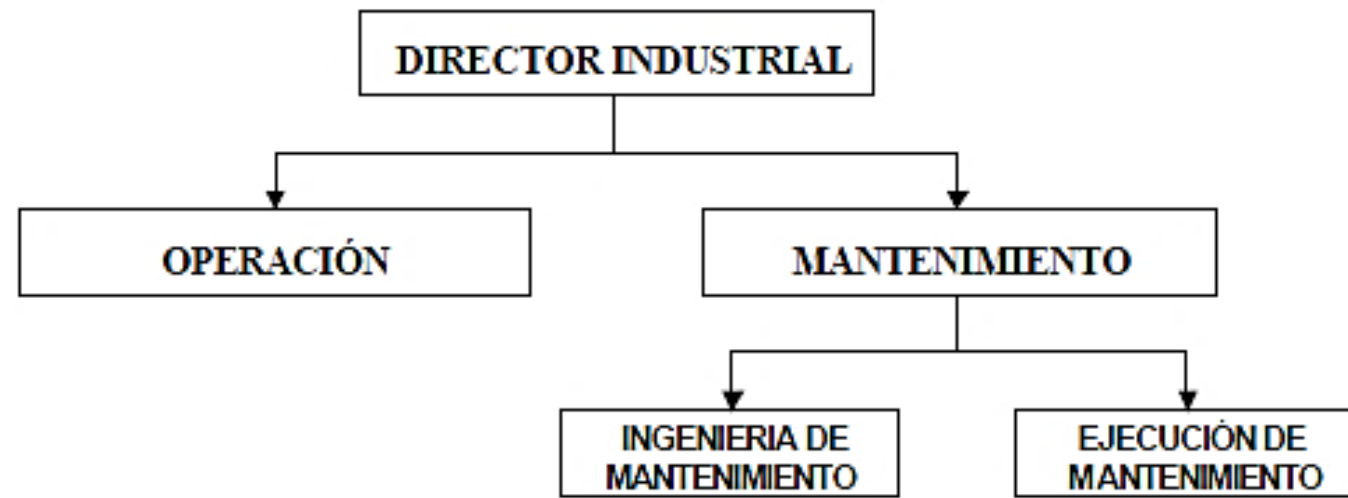 DIRECTOR INDUSTRIAL
OPERACIÓN
MANTENIMIENTO
INGENIERIA DE
MANTENIMIENTO
EJECUCIÓN DE
MANTENIMIENTO